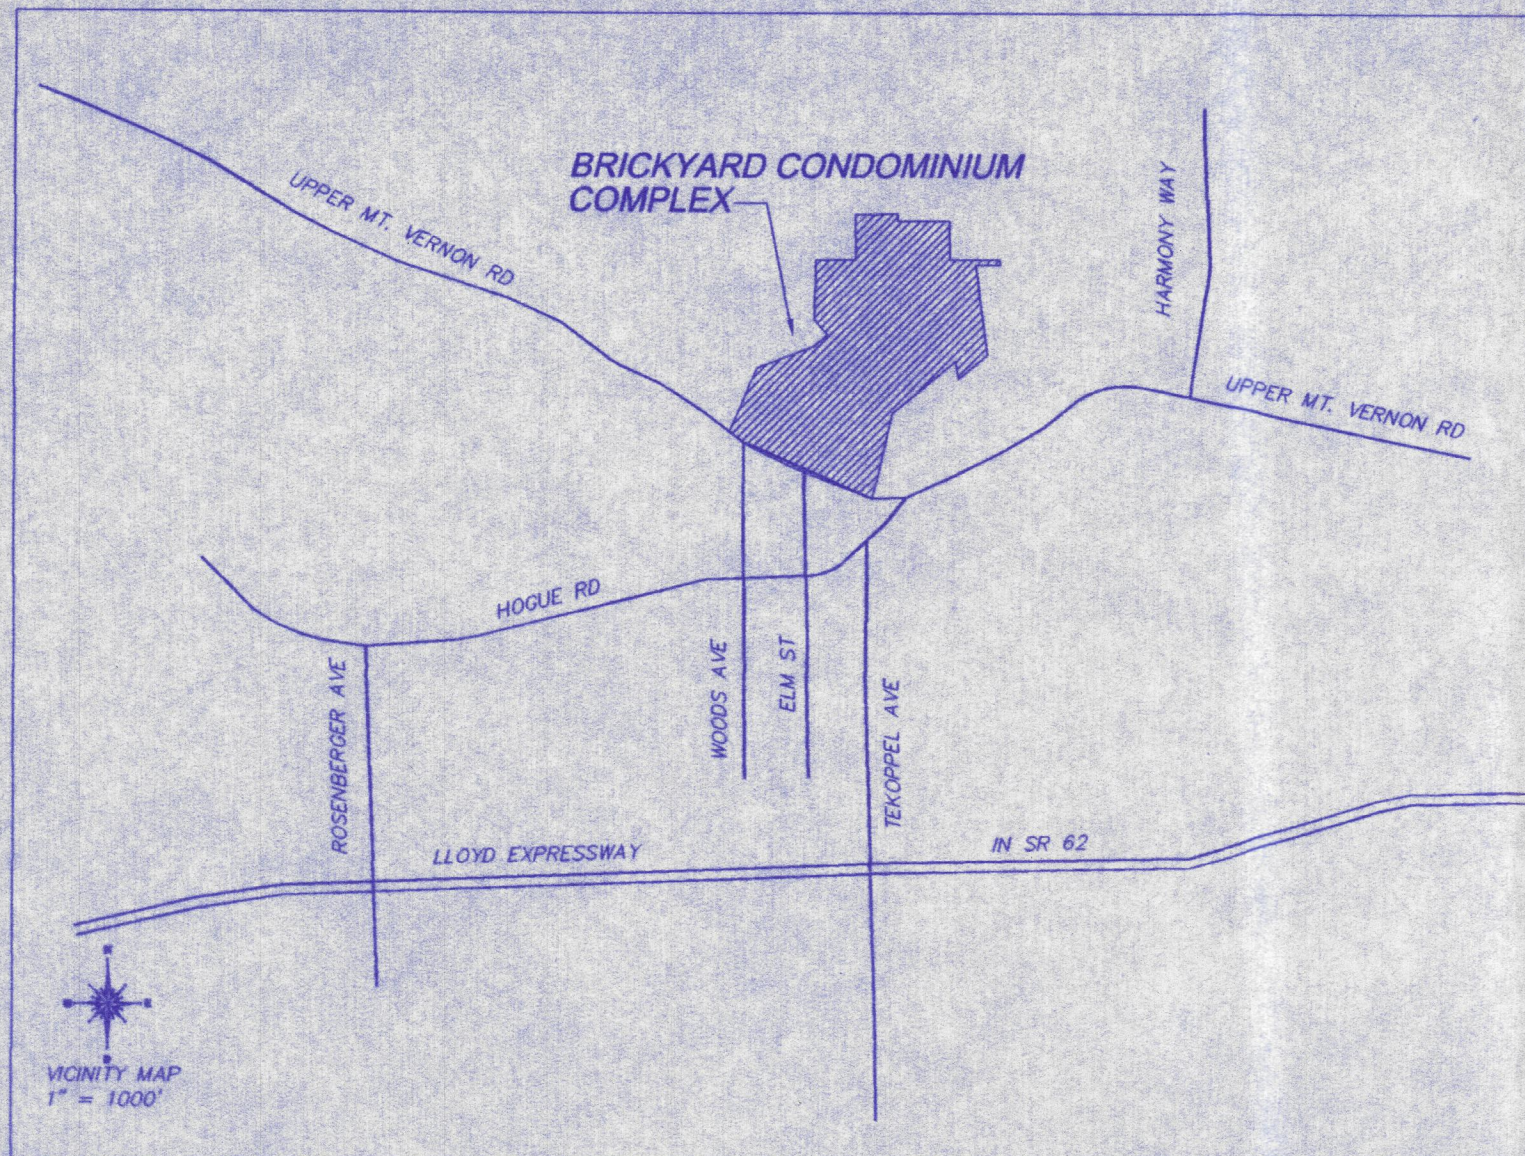 BRICKYARD CONDOMINIUM
COMPLEX
UPPER MT. VERNON RD
HARMONY WAY
UPPER MT. VERNON RD
HOGUE RD
ROSENBERGER AVE
WOODS AVE
ELM ST
TEKOPPEL AVE
LLOYD EXPRESSWAY
IN SR 62
VICINITY MAP
1" = 1000'